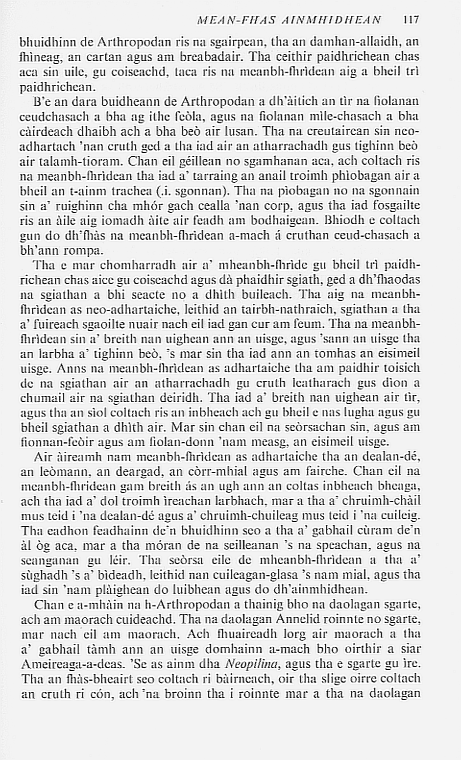 MEAN-FHAS AINMHIDHEAN 117
bhuidhinn de Arthropodan ris na sgairpean, tha an damhan-allaidh, an
fhìneag, an cartan agus am breabadair. Tha ceithir paidhrichean chas
aca sin uile, gu coiseachd, taca ris na meanbh-fhrìdean aig a bheil trì
paidhrichean.
B'e an dara buidheann de Arthropodan a dh'àitich an tìr na fiolanan
ceudchasach a bha ag ithe feòla, agus na fiolanan mìle-chasach a bha
càirdeach dhaibh ach a bha beò air lusan. Tha na creutairean sin neo-
adhartach 'nan cruth ged a tha iad air an atharrachadh gus tighinn beò
air talamh-tioram. Chan eil géillean no sgamhanan aca, ach coltach ris
na meanbh-fhrìdean tha iad a' tarraing an anail troimh phìobagan air a
bheil an t-ainm trachea (.i. sgonnan). Tha na pìobagan no na sgonnain
sin a' ruighinn cha mhór gach cealla 'nan corp, agus tha iad fosgailte
ris an àile aig iomadh àite air feadh am bodhaigean. Bhiodh e coltach
gun do dh'fhàs na meanbh-fhrìdean a-mach á cruthan ceud-chasach a
bh'ann rompa.
Tha e mar chomharradh air a' mheanbh-fhrìde gu bheil trì paidh-
richean chas aice gu coiseachd agus dà phaidhir sgiath, ged a dh'fhaodas
na sgiathan a bhi seacte no a dhìth buileach. Tha aig na meanbh-
fhrìdean as neo-adhartaiche, leithid an tairbh-nathraich, sgiathan a tha
a' fuireach sgaoilte nuair nach eil iad gan cur am feum. Tha na meanbh-
fhrìdean sin a' breith nan uighean ann an uisge, agus 'sann an uisge tha
an larbha a' tighinn beò, 's mar sin tha iad ann an tomhas an eisimeil
uisge. Anns na meanbh-fhrìdean as adhartaiche tha am paidhir toisich
de na sgiathan air an atharrachadh gu cruth leatharach gus dìon a
chumail air na sgiathan deiridh. Tha iad a' breith nan uighean air tìr,
agus tha an sìol coltach ris an inbheach ach gu bheil e nas lugha agus gu
bheil sgiathan a dhìth air. Mar sin chan eil na seòrsachan sin, agus am
fionnan-feòir agus am fiolan-donn 'nam measg, an eisimeil uisge.
Air àireamh nam meanbh-fhrìdean as adhartaiche tha an dealan-dé,
an leòmann, an deargad, an còrr-mhial agus am fairche. Chan eil na
meanbh-fhrìdean gam breith ás an ugh ann an coltas inbheach bheaga,
ach tha iad a' dol troimh ìreachan larbhach, mar a tha a' chruimh-chàil
mus teid i 'na dealan-dé agus a' chruimh-chuileag mus teid i 'na cuileig.
Tha eadhon feadhainn de'n bhuidhinn seo a tha a' gabhail cùram de'n
àl òg aca, mar a tha móran de na seilleanan 's na speachan, agus na
seanganan gu léir. Tha seòrsa eile de mheanbh-fhrìdean a tha a'
sùghadh 's a' bìdeadh, leithid nan cuileagan-glasa 's nam mial, agus tha
iad sin 'nam plàighean do luibhean agus do dh'ainmhidhean.
Chan e a-mhàin na h-Arthropodan a thainig bho na daolagan sgarte,
ach am maorach cuideachd. Tha na daolagan Annelid roinnte no sgarte,
mar nach eil am maorach. Ach fhuaireadh lorg air maorach a tha
a' gabhail tàmh ann an uisge domhainn a-mach bho oirthir a siar
Ameireaga-a-deas. 'Se as ainm dha Neopilina, agus tha e sgarte gu ìre.
Tha an fhàs-bheairt seo coltach ri bàirneach, oir tha slige oirre coltach
an cruth ri còn, ach 'na broinn tha i roinnte mar a tha na daolagan